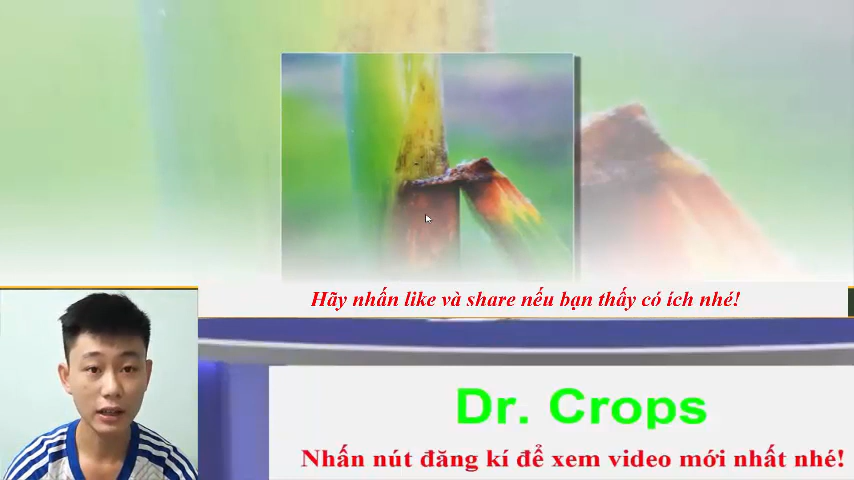 Hãy nhấn like và share nếu bạn thấy có ích nhé!
Dr. Crops
Nhấn nút đăng kí để xem video mới nhất nhé!